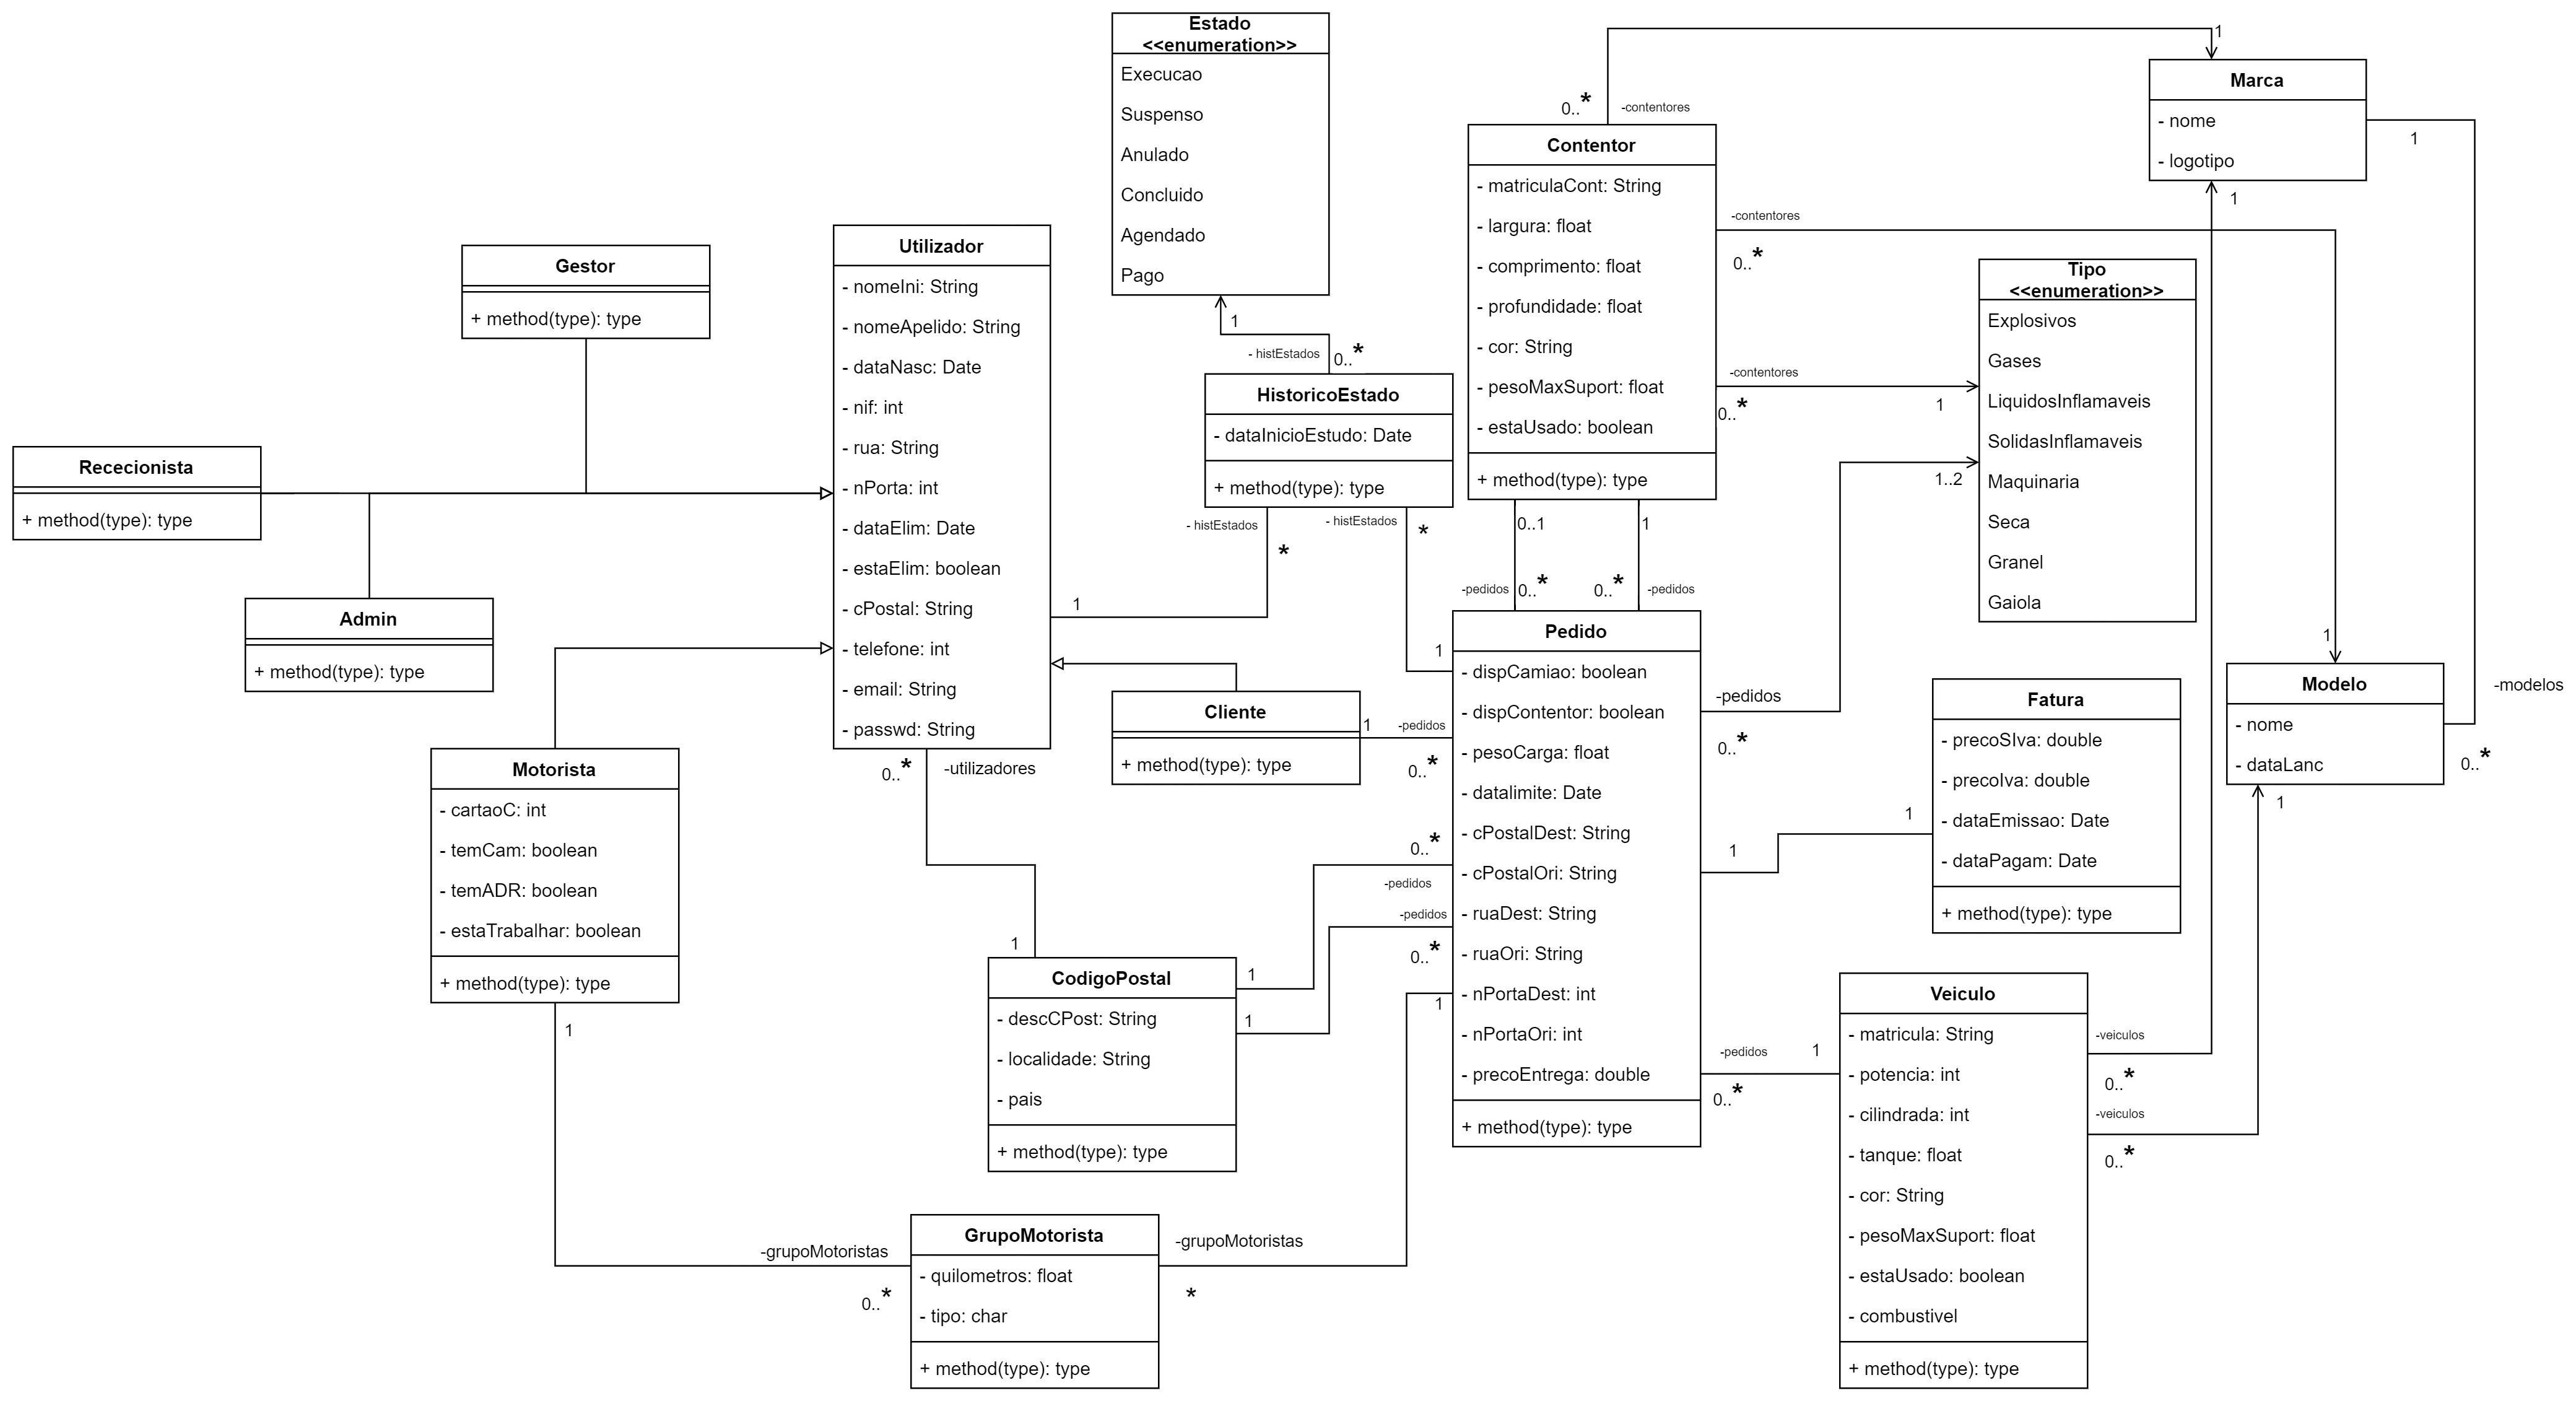 Estado
<<enumeration>>
Execucao
Suspenso
Anulado
Concluido
Agendado
Pago
1
0..*
-contentores
Marca
- nome
- logotipo
1
1
Contentor
- matriculaCont: String
- largura: float
- comprimento: float
- profundidade: float
- cor: String
- pesoMaxSuport: float
- estaUsado: boolean
+ method(type): type
-contentores
0..*
-contentores
0..*
1
Tipo
<<enumeration>>
Explosivos
Gases
LiquidosInflamaveis
SolidasInflamaveis
Maquinaria
Seca
Granel
Gaiola
1..2
Gestor
+ method(type): type
Utilizador
- nomeIni: String
- nomeApelido: String
- dataNasc: Date
- nif: int
- rua: String
- nPorta: int
- dataElim: Date
- estaElim: boolean
- cPostal: String
- telefone: int
- email: String
- passwd: String
1
- histEstados
0..*
HistoricoEstado
- dataInicioEstudo: Date
+ method(type): type
- histEstados
*
- histEstados
*
1
1
Rececionista
+ method(type): type
Admin
+ method(type): type
0..1
1
-pedidos
0..*
0..*
-pedidos
Pedido
- dispCamiao: boolean
- dispContentor: boolean
- pesoCarga: float
- datalimite: Date
- cPostalDest: String
- cPostalOri: String
- ruaDest: String
- ruaOri: String
- nPortaDest: int
- nPortaOri: int
- precoEntrega: double
+ method(type): type
-pedidos
0..*
1
Modelo
- nome
- dataLanc
-modelos
0..*
1
Fatura
- precoSIva: double
- precoIva: double
- dataEmissao: Date
- dataPagam: Date
+ method(type): type
1
1
Cliente
+ method(type): type
1
-pedidos
0..*
Motorista
- cartaoC: int
- temCam: boolean
- temADR: boolean
- estaTrabalhar: boolean
+ method(type): type
1
0..*
-utilizadores
1
0..*
-pedidos
-pedidos
0..*
1
CodigoPostal
- descCPost: String
- localidade: String
- pais
+ method(type): type
1
1
-pedidos
1
0..*
Veiculo
- matricula: String
- potencia: int
- cilindrada: int
- tanque: float
- cor: String
- pesoMaxSuport: float
- estaUsado: boolean
- combustivel
+ method(type): type
-veiculos
0..*
-veiculos
0..*
-grupoMotoristas
0..*
GrupoMotorista
- quilometros: float
- tipo: char
+ method(type): type
-grupoMotoristas
*